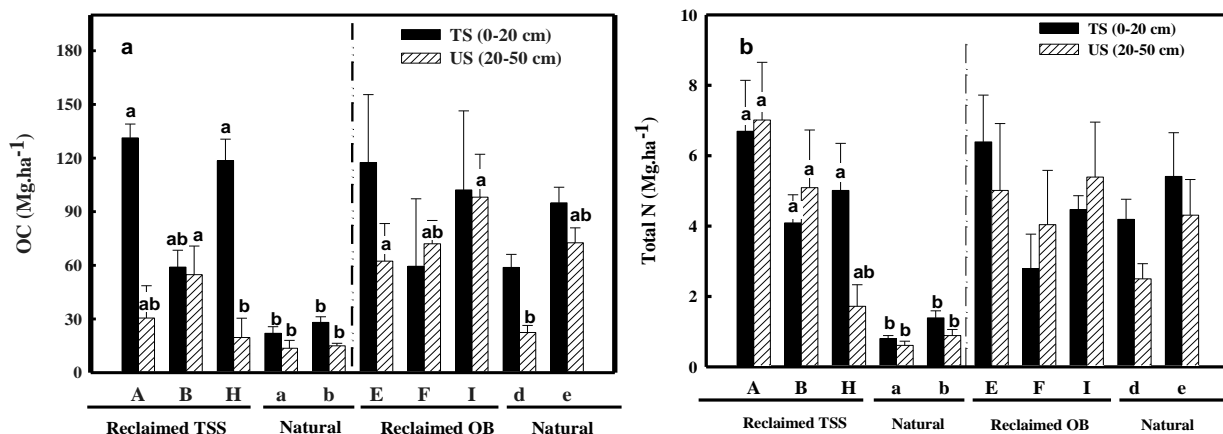 a
TS (0-20 cm)
US (20-50 cm)
OC (Mg.ha-1)
180
150
120
90
60
30
0
a
ab
ab
a
a
b
b
b
b
b
a
ab
a
b
ab
A B H a b E F I d e
Reclaimed TSS Natural Reclaimed OB Natural
b
TS (0-20 cm)
US (20-50 cm)
Total N (Mg.ha-1)
10
8
6
4
2
0
a
a
a
a
a
ab
b
b
b
b
A B H a b E F I d e
Reclaimed TSS Natural Reclaimed OB Natural